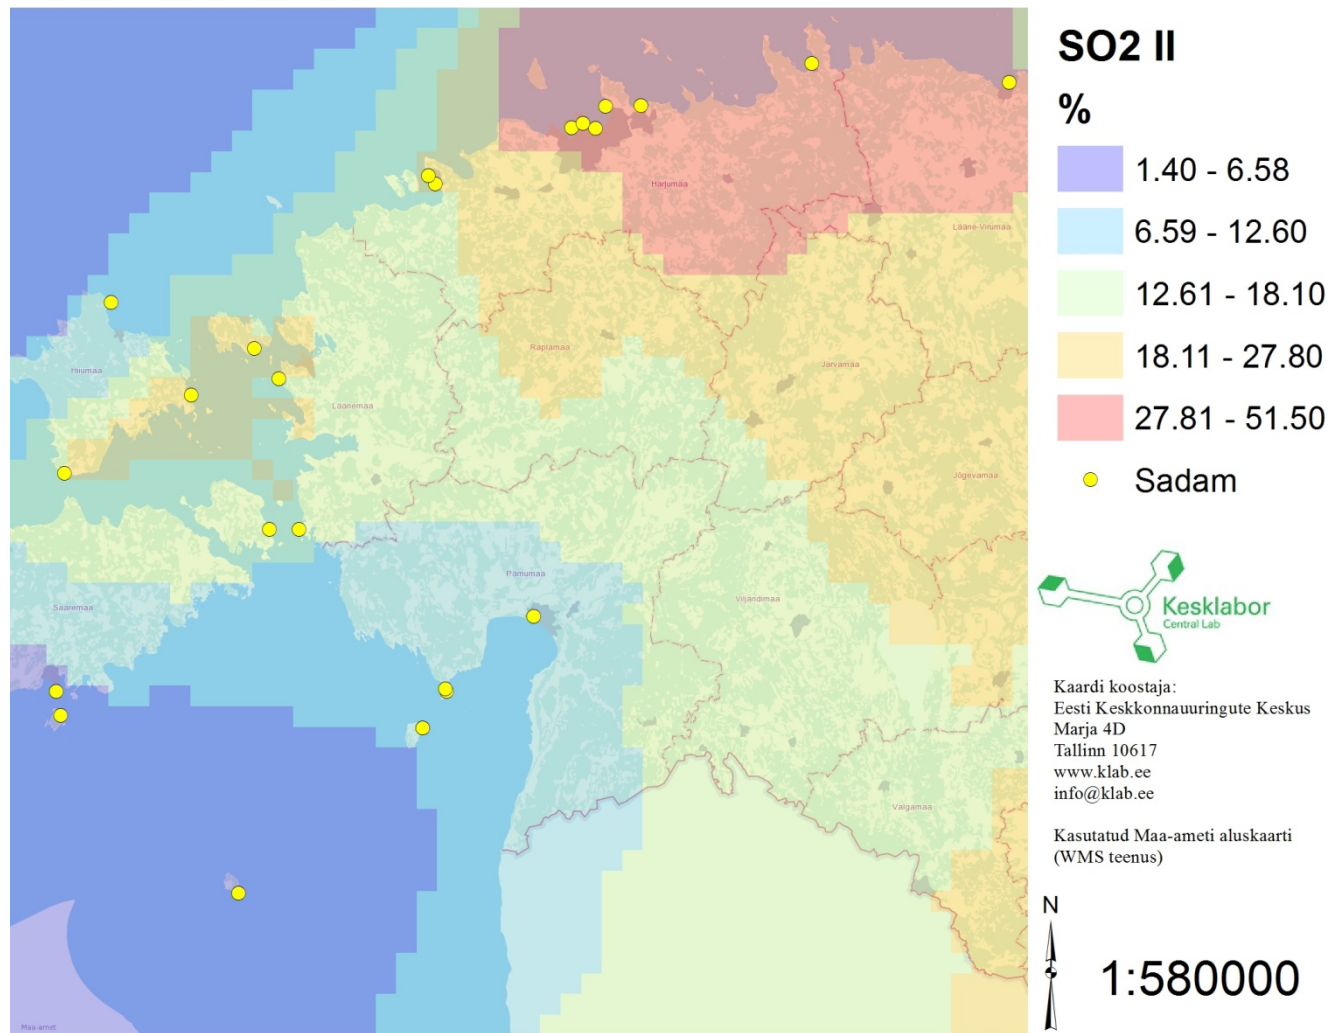 SO2 II
%
1.40 - 6.58
6.59 - 12.60
12.61 - 18.10
18.11 - 27.80
27.81 - 51.50
Sadam
Kesklabor
Central Lab
Kaardi koostaja:
Eesti Keskkonnauuringute Keskus
Marja 4D
Tallinn 10617
www.klab.ee
info@klab.ee
Kasutatud Maa-ameti aluskaarti
(WMS teenus)
N
1:580000
Harjumaa
Lääne-Virumaa
Raplamaa
Järvamaa
Hiiumaa
Läänemaa
Jõgevamaa
Pärnumaa
Viljandimaa
Saaremaa
Valgamaa
Maa-amet